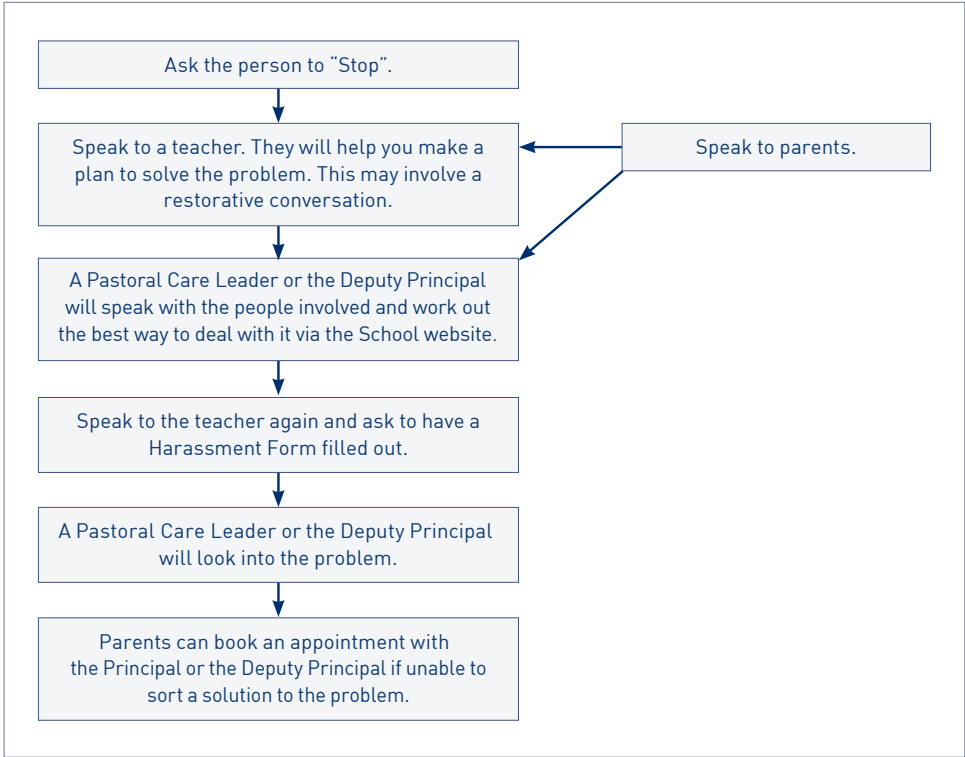 Ask the person to “Stop”.
Speak to a teacher. They will help you make a
plan to solve the problem. This may involve a
restorative conversation.
Speak to parents.
A Pastoral Care Leader or the Deputy Principal
will speak with the people involved and work out
the best way to deal with it via the School website.
Speak to the teacher again and ask to have a
Harassment Form filled out.
A Pastoral Care Leader or the Deputy Principal
will look into the problem.
Parents can book an appointment with
the Principal or the Deputy Principal if unable to
sort a solution to the problem.